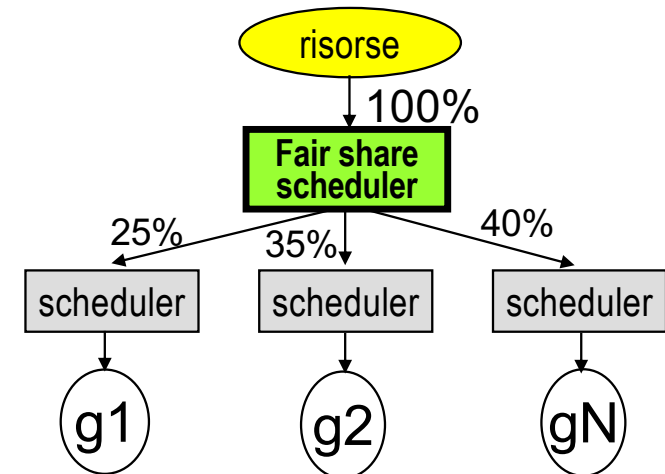 risorse
100%
Fair share
scheduler
25%
35%
40%
scheduler
scheduler
scheduler
g1
g2
gN